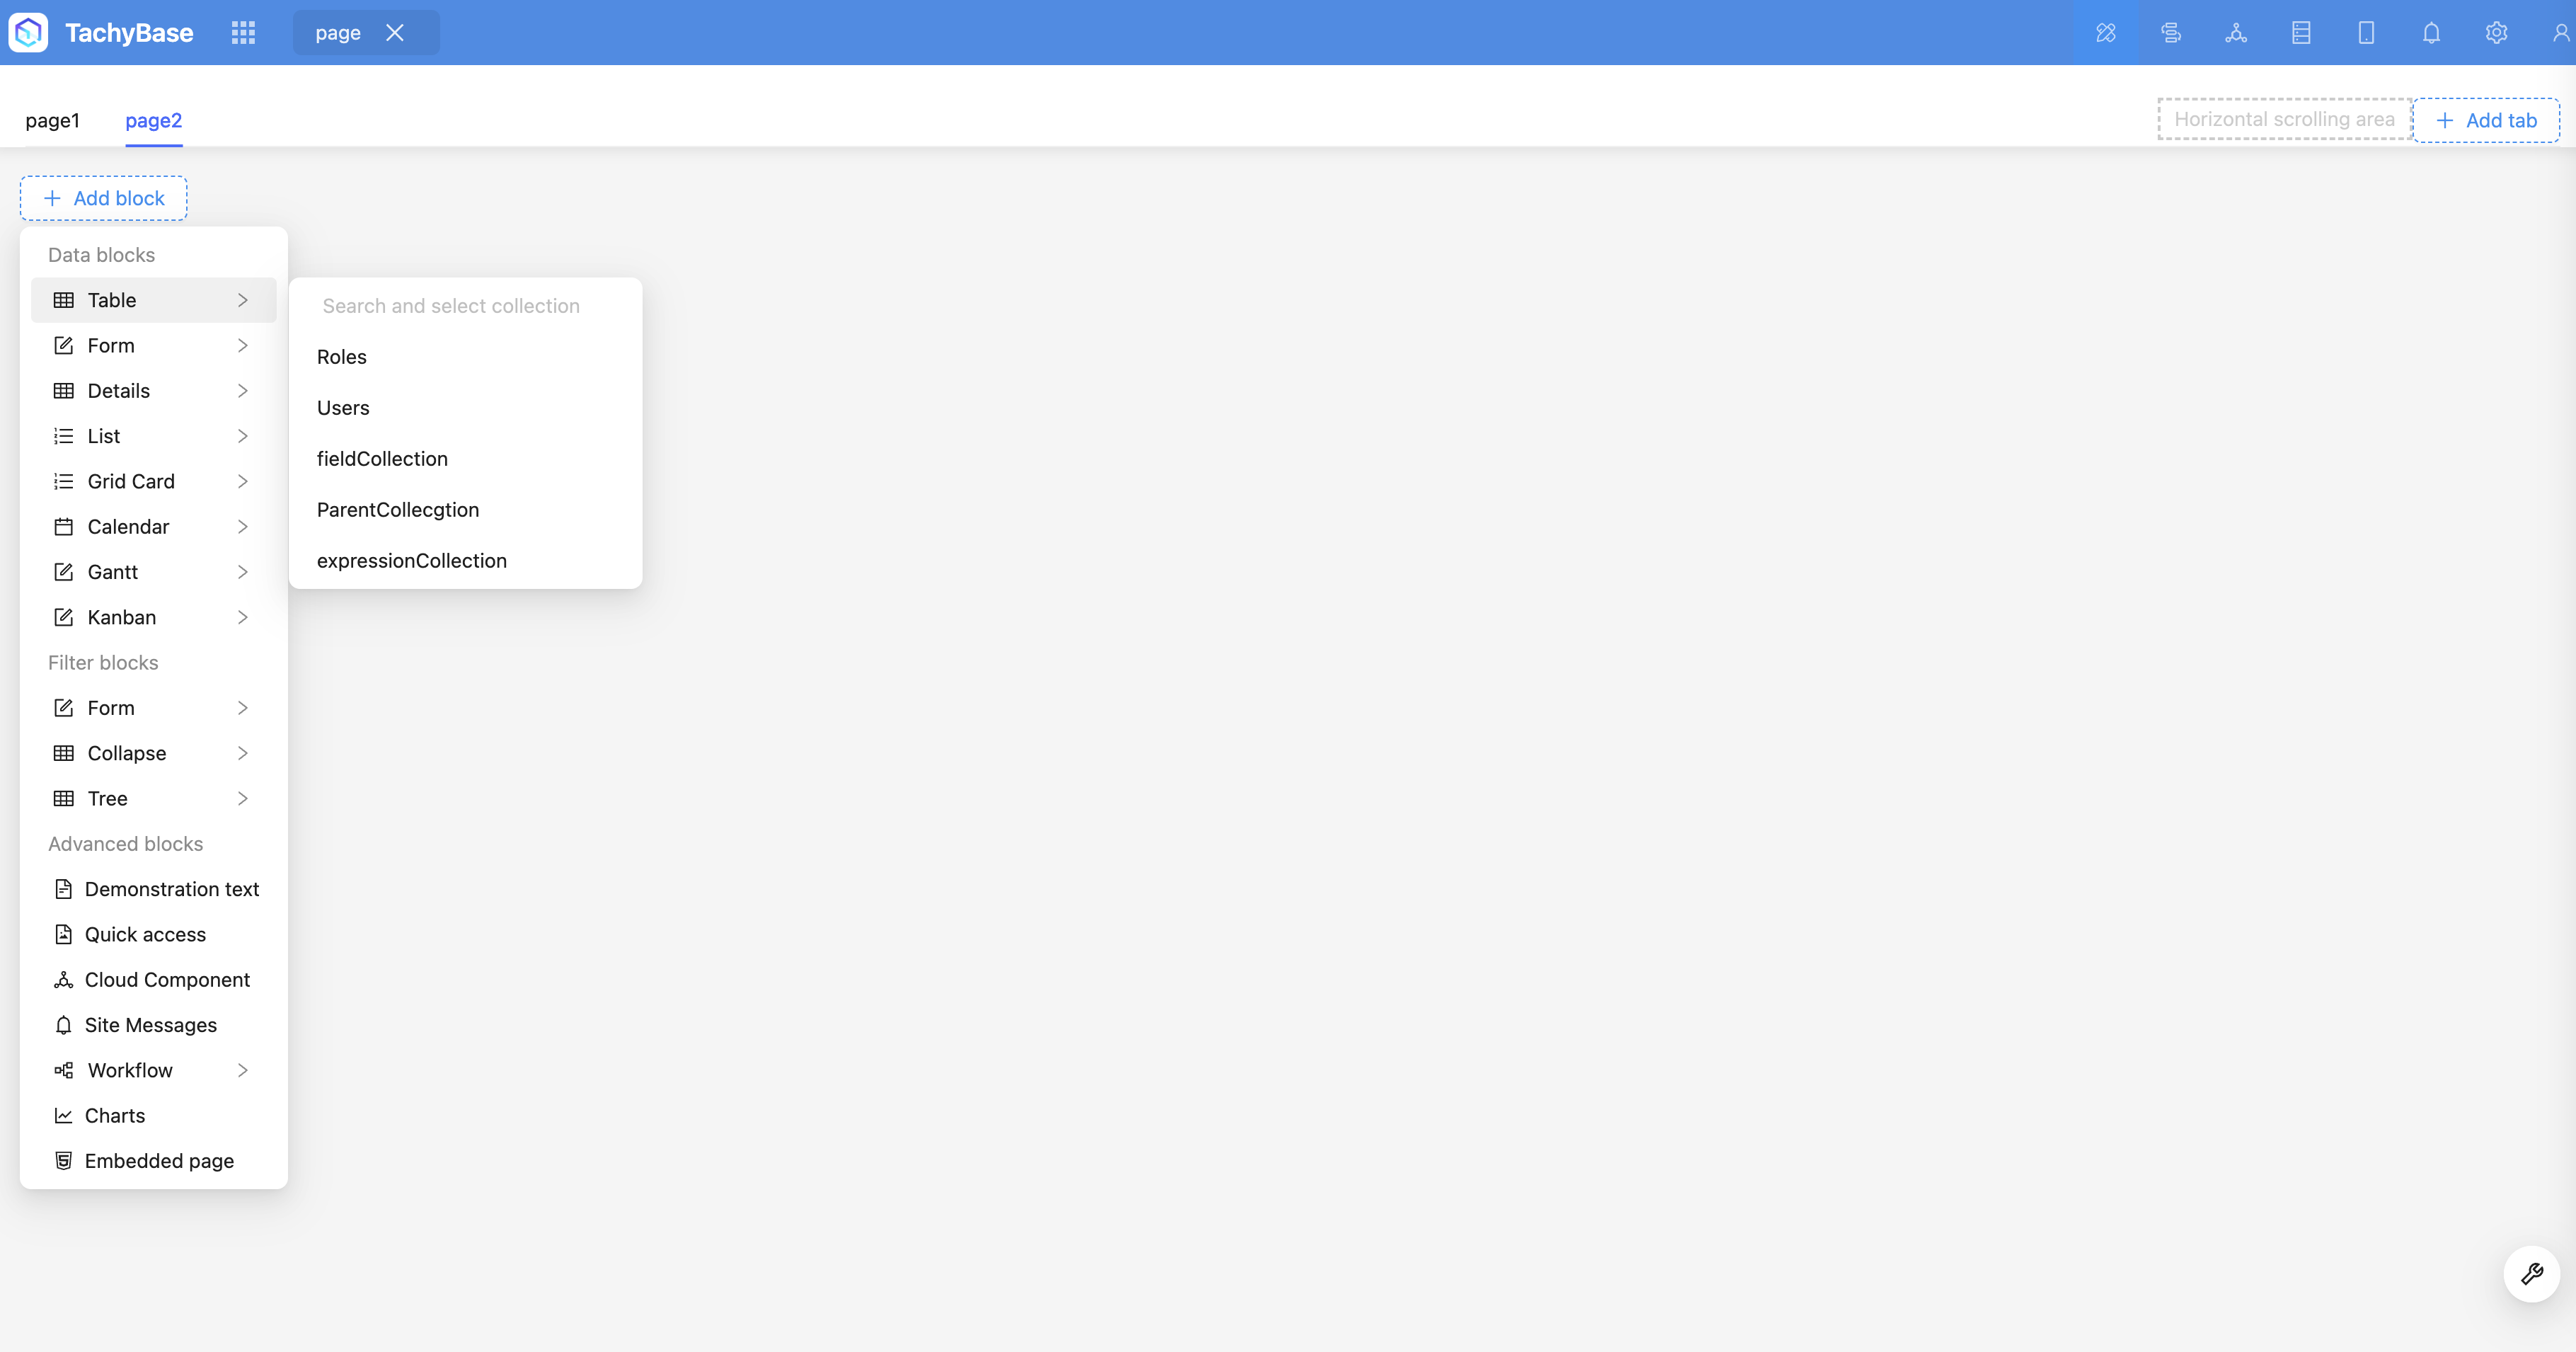 TachyBase
page
page1
page2
Horizontal scrolling area
Add tab
Add block
Data blocks
Table
Form
Details
List
Grid Card
Calendar
Gantt
Kanban
Filter blocks
Form
Collapse
Tree
Advanced blocks
Demonstration text
Quick access
Cloud Component
Site Messages
Workflow
Charts
Embedded page
Search and select collection
Roles
Users
fieldCollection
ParentCollecgtion
expressionCollection